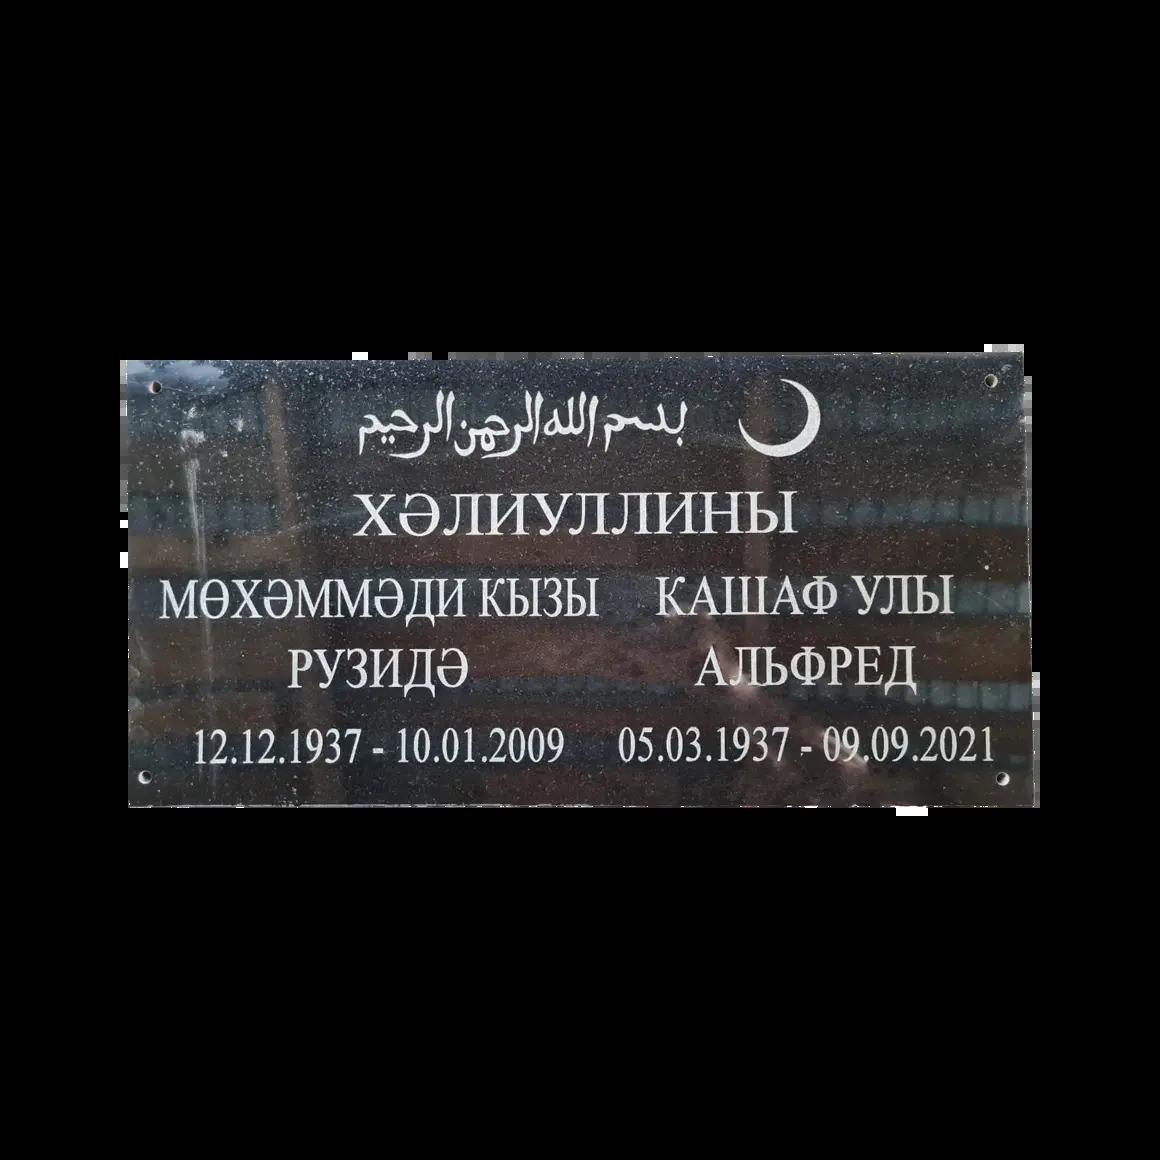 بسم الله الرحمن الرحيم
ХӘЛИУЛЛИНЫ
МӨХӘММӘДИ КЫЗЫ КАШАФ УЛЫ
РУЗИДӘ АЛЬФРЕД
12.12.1937 - 10.01.2009 05.03.1937 - 09.09.2021